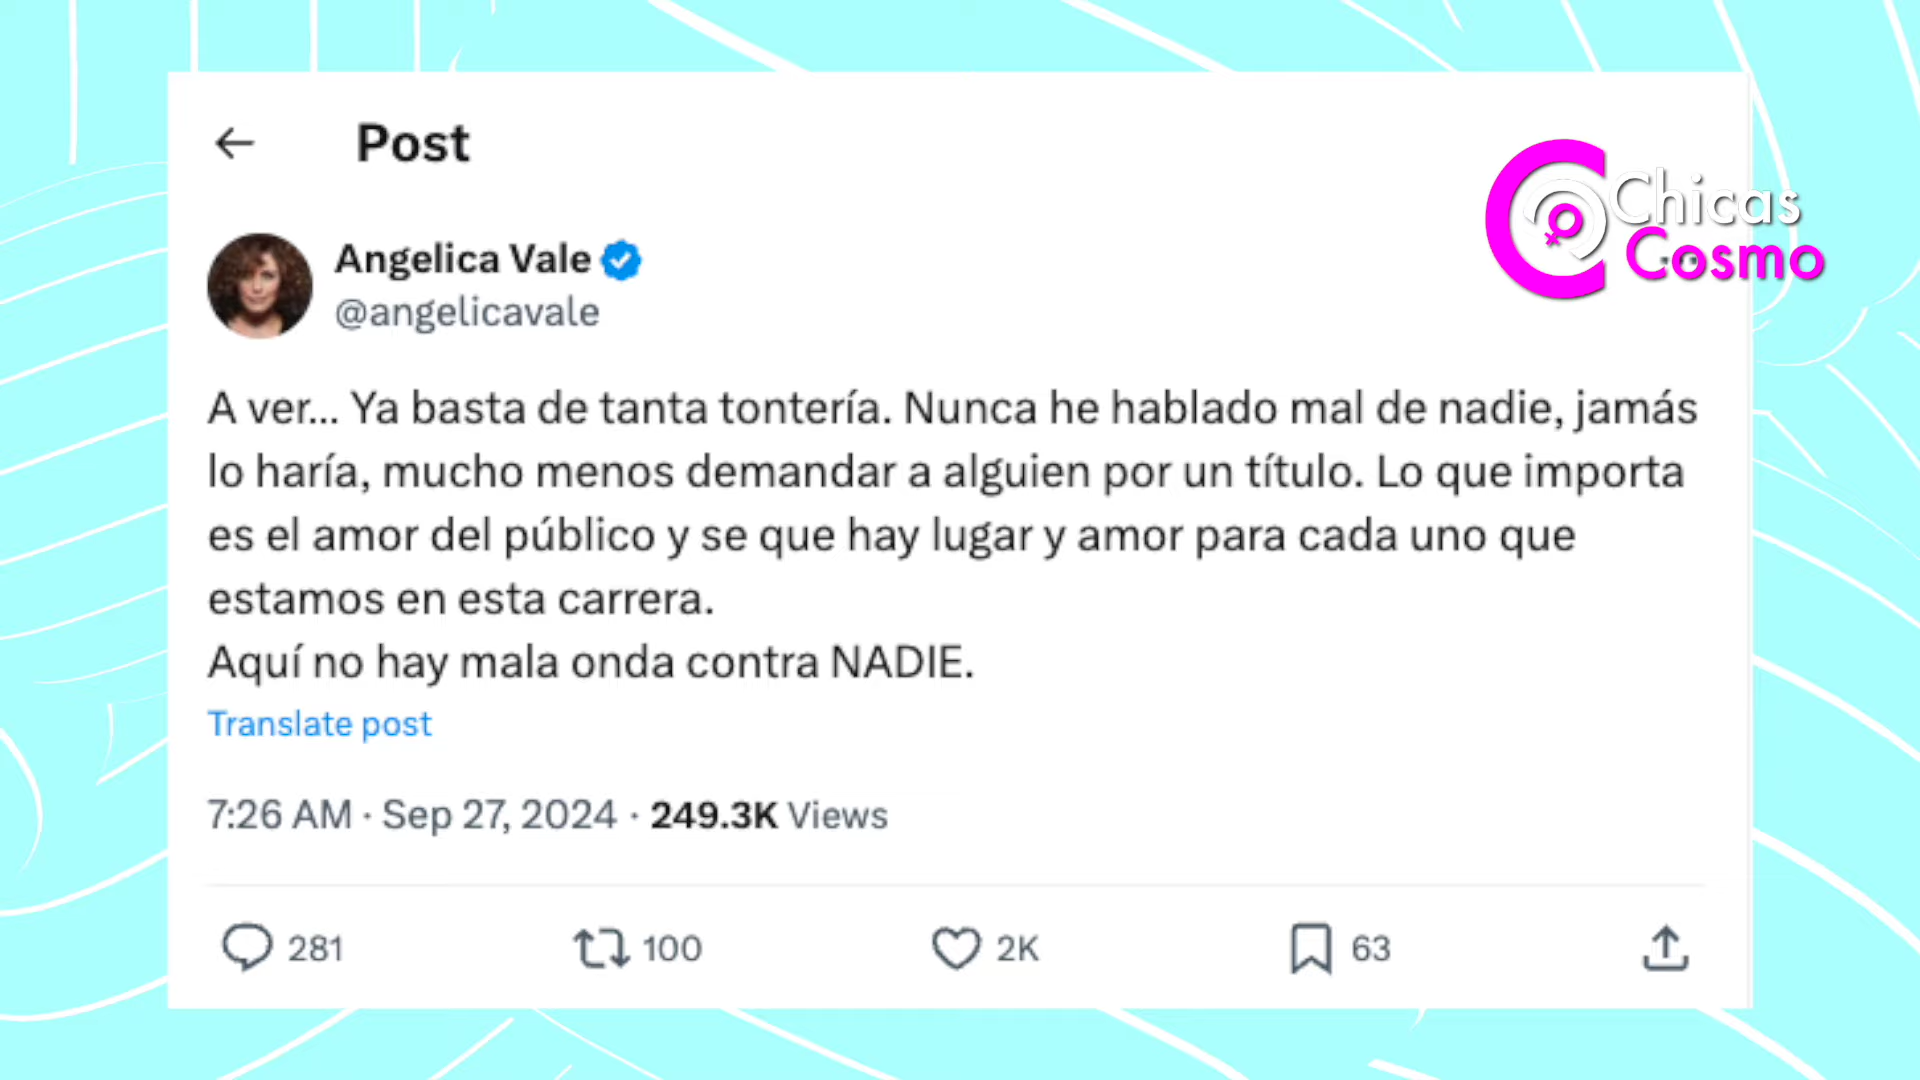 Post
Chicas
Cosmo
Angelica Vale
@angelicavale
A ver... Ya basta de tanta tontería. Nunca he hablado mal de nadie, jamás
lo haría, mucho menos demandar a alguien por un título. Lo que importa
es el amor del público y se que hay lugar y amor para cada uno que
estamos en esta carrera.
Aquí no hay mala onda contra NADIE.
Translate post
7:26 AM · Sep 27, 2024 · 249.3K Views
281 100 2K 63